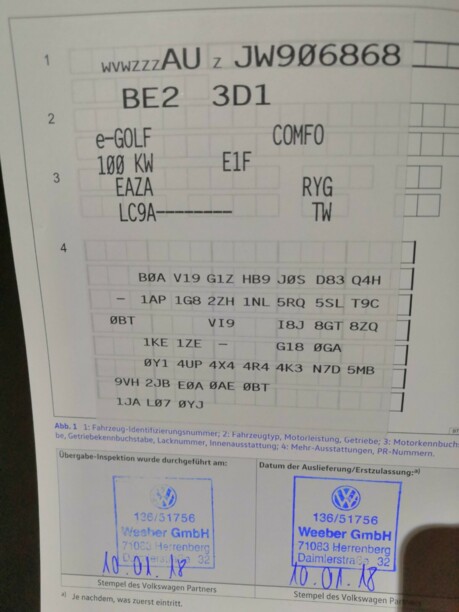 1
WVWZZZAU Z JW906868
BE2 3D1
2
e-GOLF COMFO
100 KW E1F
3
EAZA RYG
LC9A-------- TW
4
B0A V19 G1Z HB9 J0S D83 Q4H
– 1AP 1G8 2ZH 1NL 5RQ 5SL T9C
0BT VI9 I8J 8GT 8ZQ
1KE 1ZE – G18 0GA
0Y1 4UP 4X4 4R4 4K3 N7D 5MB
9VH 2JB E0A 0AE 0BT
1JA L07 0YJ
Abb. 1 1: Fahrzeug-Identifizierungsnummer; 2: Fahrzeugtyp, Motorleistung, Getriebe; 3: Motorkennbuchsta
be, Getriebekennbuchstabe, Lacknummer, Innenausstattung; 4: Mehr-Ausstattungen, PR-Nummern.
Übergabe-Inspektion wurde durchgeführt am:
136/51756
Weeber GmbH
71083 Herrenberg
Daimlerstraße 32
10.01.18
Stempel des Volkswagen Partners
Datum der Auslieferung/Erstzulassung:a)
136/51756
Weeber GmbH
71083 Herrenberg
Daimlerstraße 32
10.01.18
Stempel des Volkswagen Partners
a) Je nachdem, was zuerst eintritt.